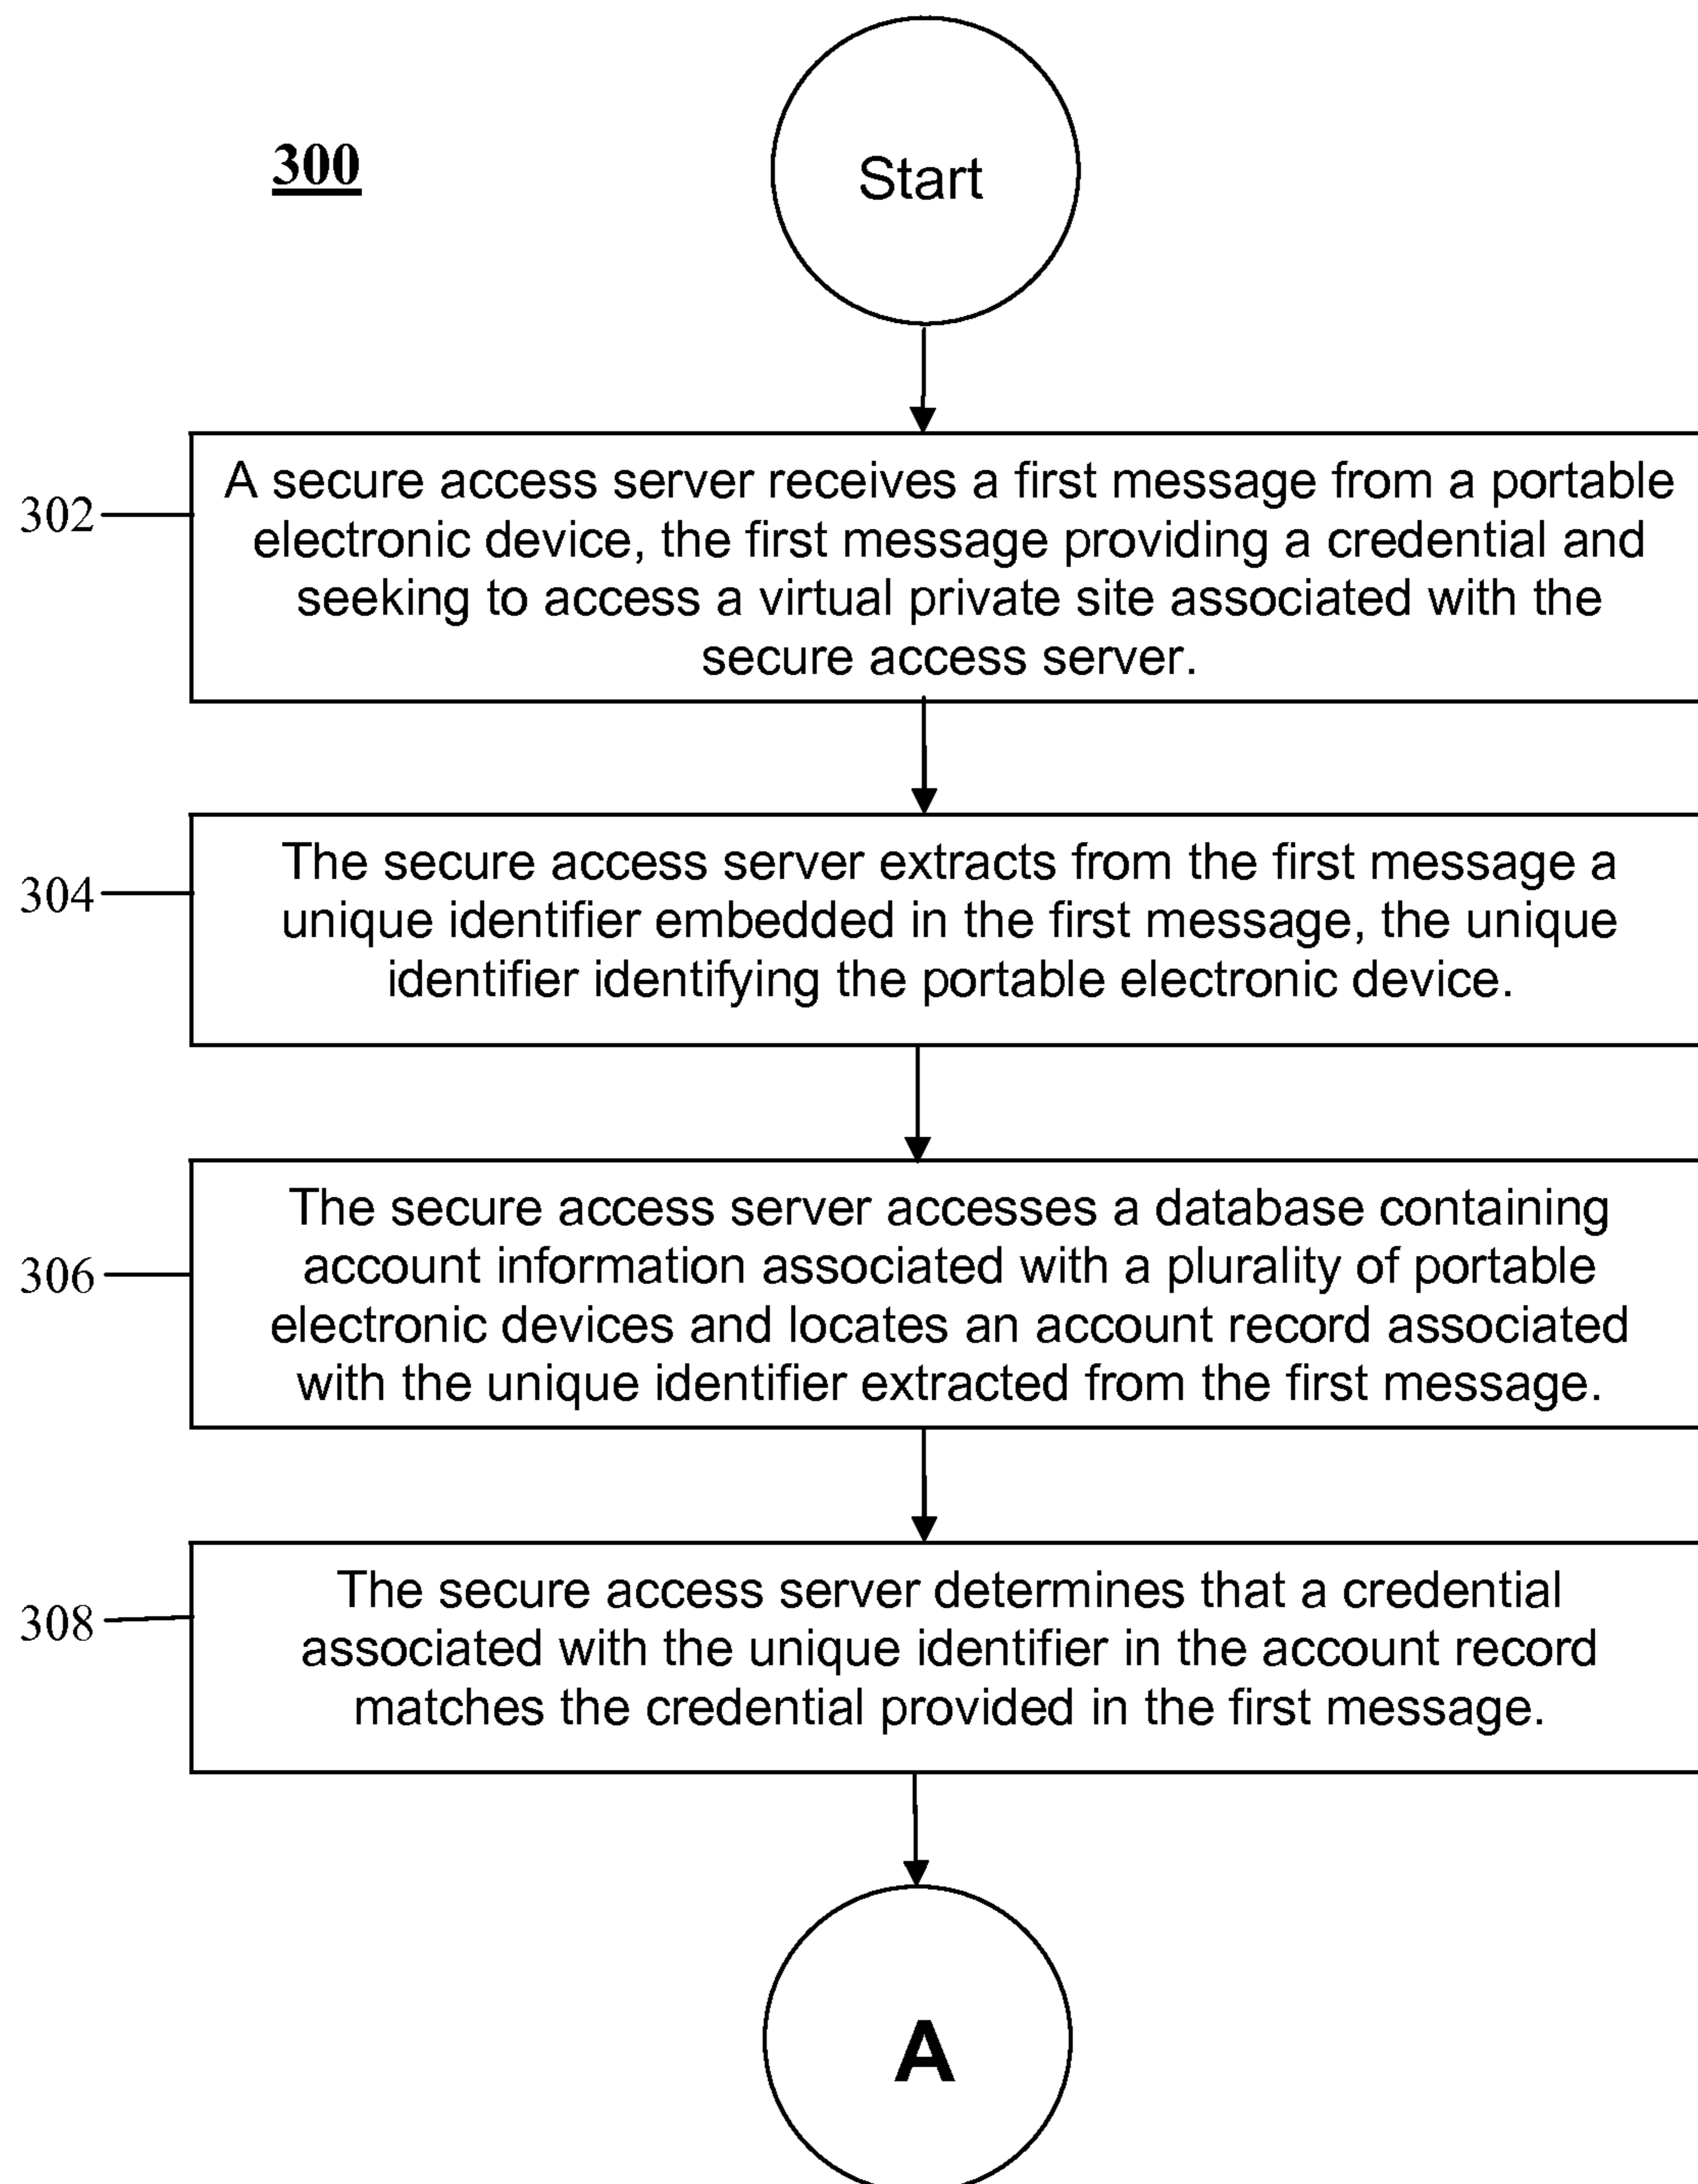 300
Start
302
A secure access server receives a first message from a portable
electronic device, the first message providing a credential and
seeking to access a virtual private site associated with the
secure access server.
304
The secure access server extracts from the first message a
unique identifier embedded in the first message, the unique
identifier identifying the portable electronic device.
306
The secure access server accesses a database containing
account information associated with a plurality of portable
electronic devices and locates an account record associated
with the unique identifier extracted from the first message.
308
The secure access server determines that a credential
associated with the unique identifier in the account record
matches the credential provided in the first message.
A